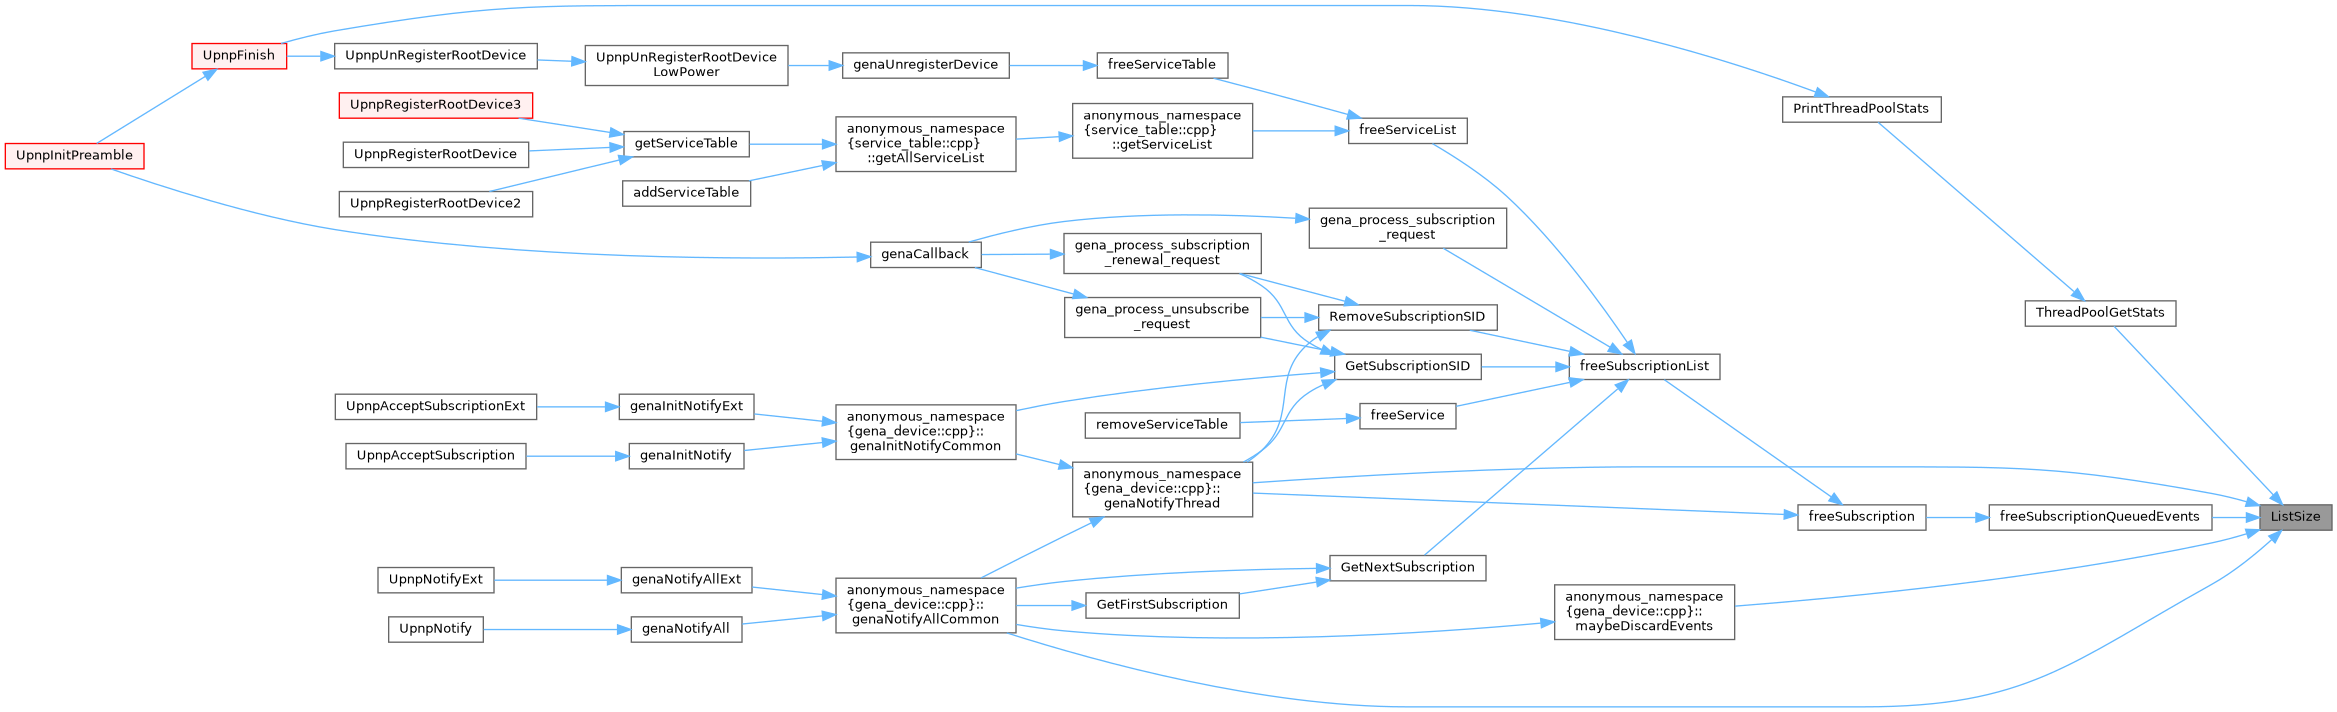 UpnpFinish
UpnpUnRegisterRootDevice
UpnpUnRegisterRootDevice
LowPower
genaUnregisterDevice
freeServiceTable
PrintThreadPoolStats
UpnpRegisterRootDevice3
UpnpInitPreamble
UpnpRegisterRootDevice
getServiceTable
anonymous_namespace
{service_table::cpp}
::getAllServiceList
anonymous_namespace
{service_table::cpp}
::getServiceList
freeServiceList
UpnpRegisterRootDevice2
addServiceTable
gena_process_subscription
_request
genaCallback
gena_process_subscription
_renewal_request
gena_process_unsubscribe
_request
RemoveSubscriptionSID
ThreadPoolGetStats
GetSubscriptionSID
freeSubscriptionList
UpnpAcceptSubscriptionExt
genaInitNotifyExt
anonymous_namespace
{gena_device::cpp}::
genaInitNotifyCommon
removeServiceTable
freeService
UpnpAcceptSubscription
genaInitNotify
anonymous_namespace
{gena_device::cpp}::
genaNotifyThread
freeSubscription
freeSubscriptionQueuedEvents
ListSize
UpnpNotifyExt
genaNotifyAllExt
anonymous_namespace
{gena_device::cpp}::
genaNotifyAllCommon
GetFirstSubscription
GetNextSubscription
anonymous_namespace
{gena_device::cpp}::
maybeDiscardEvents
UpnpNotify
genaNotifyAll